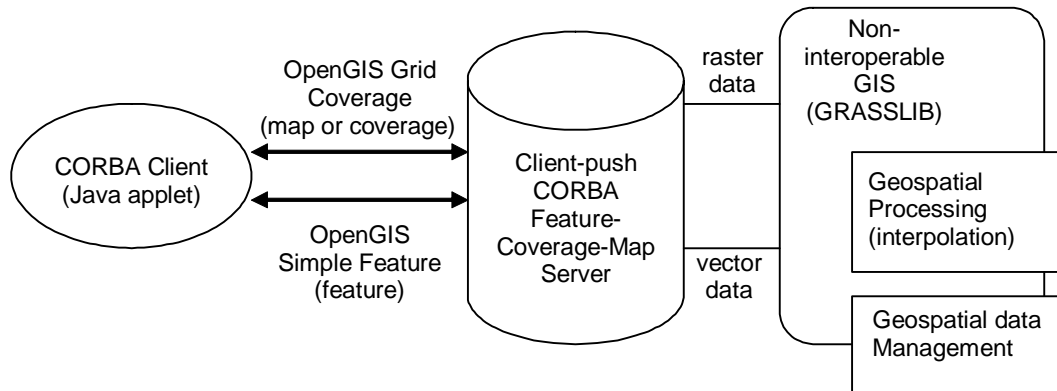 CORBA Client
(Java applet)
OpenGIS Grid
Coverage
(map or coverage)
OpenGIS
Simple Feature
(feature)
Client-push
CORBA
Feature-
Coverage-Map
Server
raster
data
vector
data
Non-
interoperable
GIS
(GRASSLIB)
Geospatial
Processing
(interpolation)
Geospatial data
Management